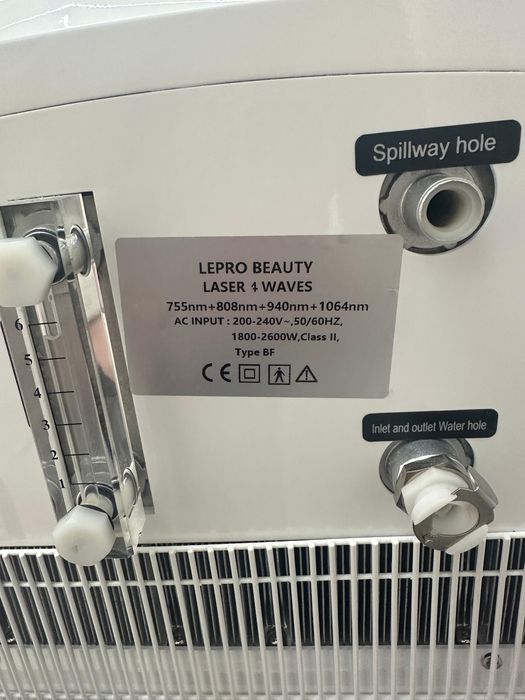 Spillway hole
LEPRO BEAUTY
LASER 4 WAVES
755nm+808nm+940nm+1064nm
AC INPUT : 200-240V~,50/60HZ,
1800-2600W,Class II,
Type BF
CE
6
5
4
3
2
1
Inlet and outlet Water hole